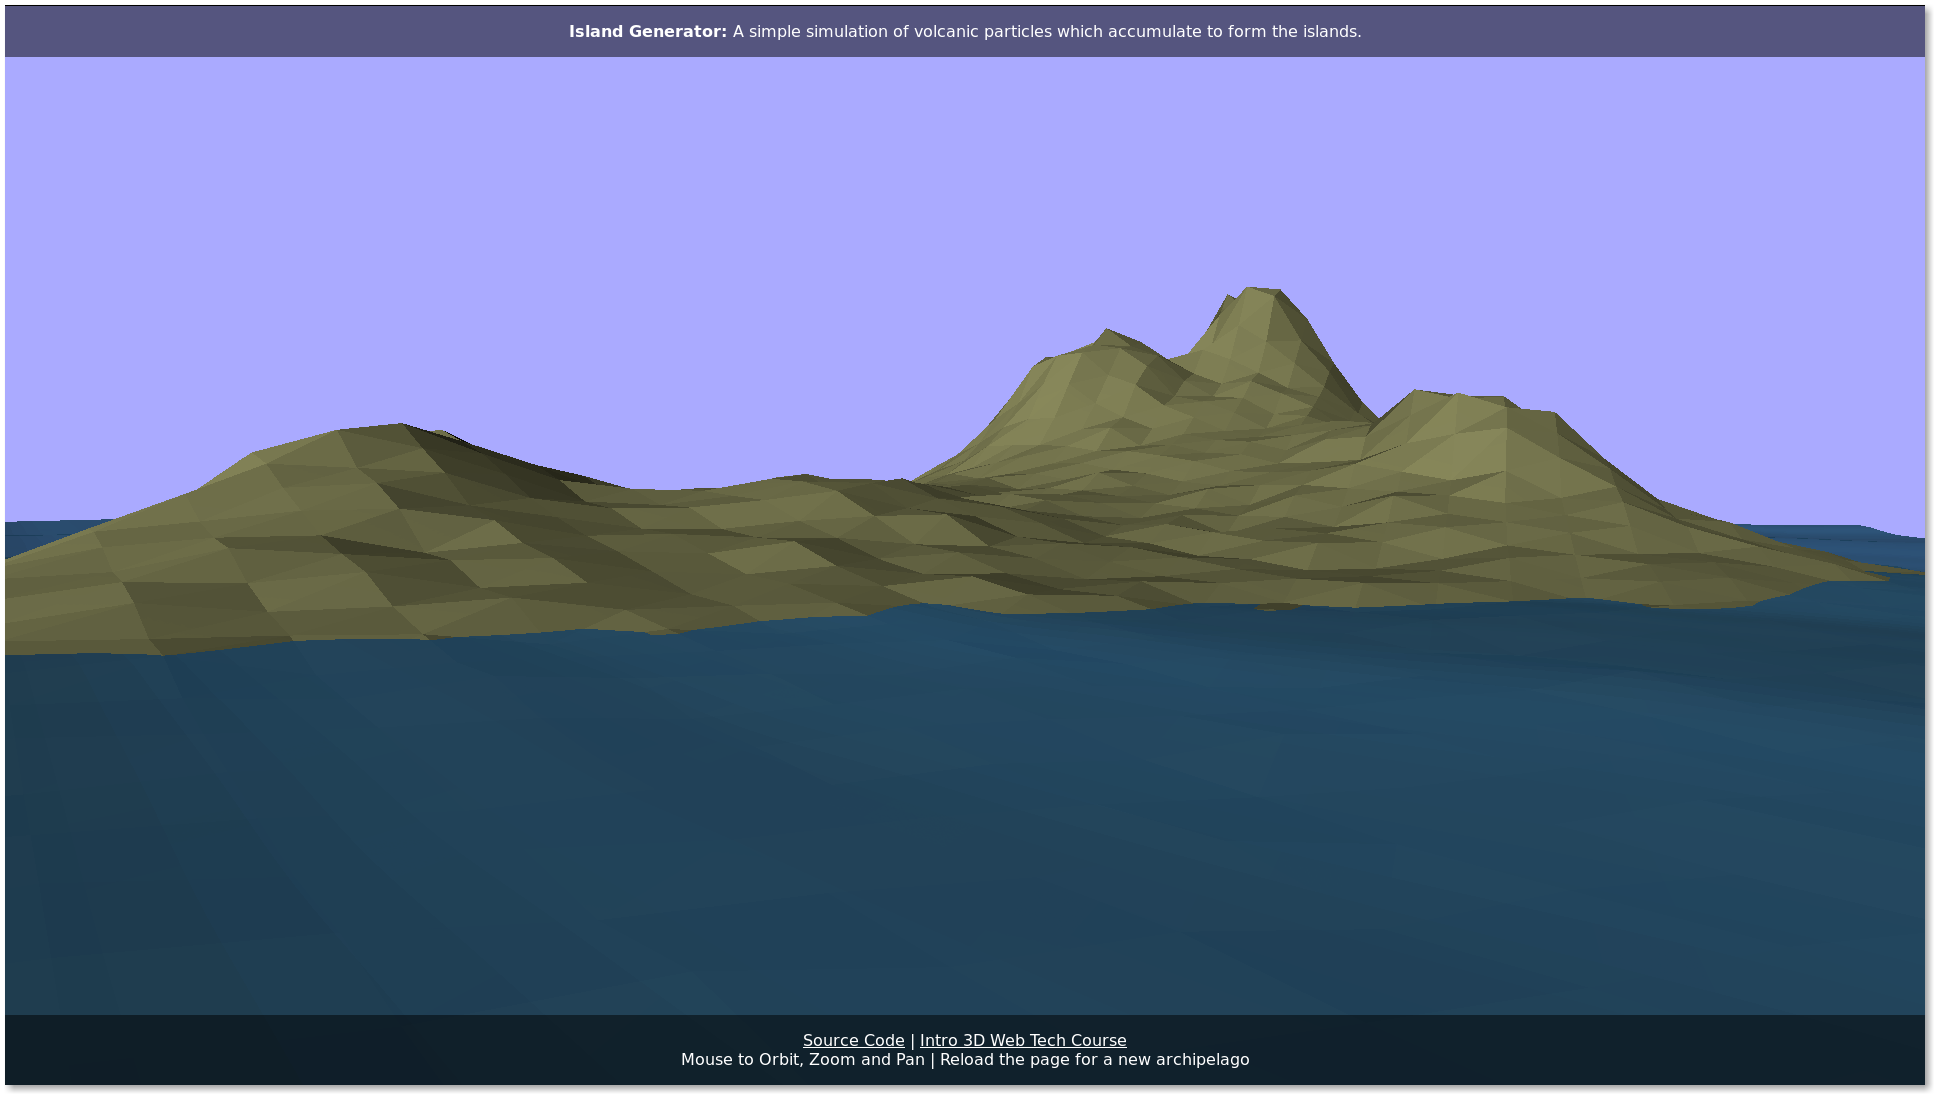 Island Generator: A simple simulation of volcanic particles which accumulate to form the islands.
Source Code | Intro 3D Web Tech Course
Mouse to Orbit, Zoom and Pan | Reload the page for a new archipelago